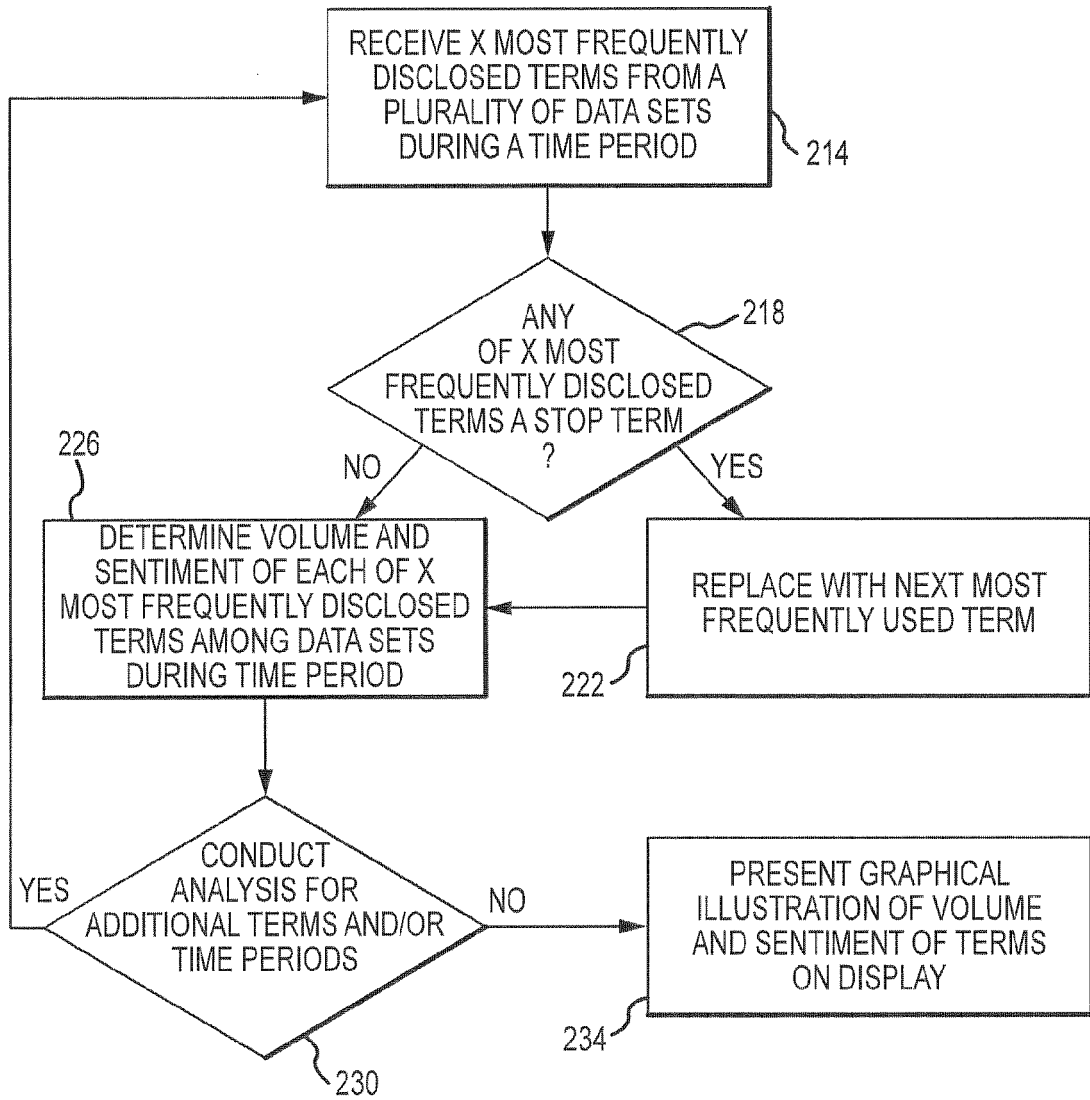 RECEIVE X MOST FREQUENTLY
DISCLOSED TERMS FROM A
PLURALITY OF DATA SETS
DURING A TIME PERIOD
214
ANY
OF X MOST
FREQUENTLY DISCLOSED
TERMS A STOP TERM
?
218
NO
YES
226
DETERMINE VOLUME AND
SENTIMENT OF EACH OF X
MOST FREQUENTLY DISCLOSED
TERMS AMONG DATA SETS
DURING TIME PERIOD
REPLACE WITH NEXT MOST
FREQUENTLY USED TERM
222
CONDUCT
ANALYSIS FOR
ADDITIONAL TERMS AND/OR
TIME PERIODS
YES
NO
230
PRESENT GRAPHICAL
ILLUSTRATION OF VOLUME
AND SENTIMENT OF TERMS
ON DISPLAY
234